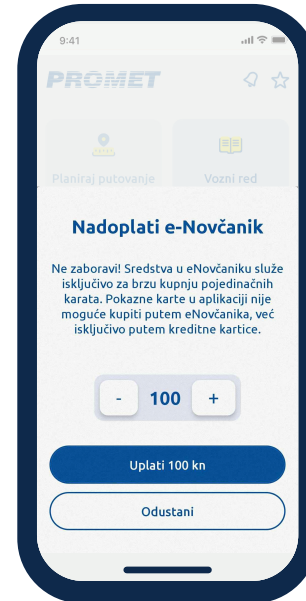 9:41
PROMET
Planiraj putovanje
Vozni red
Nadoplati e-Novčanik
Ne zaboravi! Sredstva u eNovčaniku služe
isključivo za brzu kupnju pojedinačnih
karata. Pokazne karte u aplikaciji nije
moguće kupiti putem eNovčanika, već
isključivo putem kreditne kartice.
- 100 +
Uplati 100 kn
Odustani